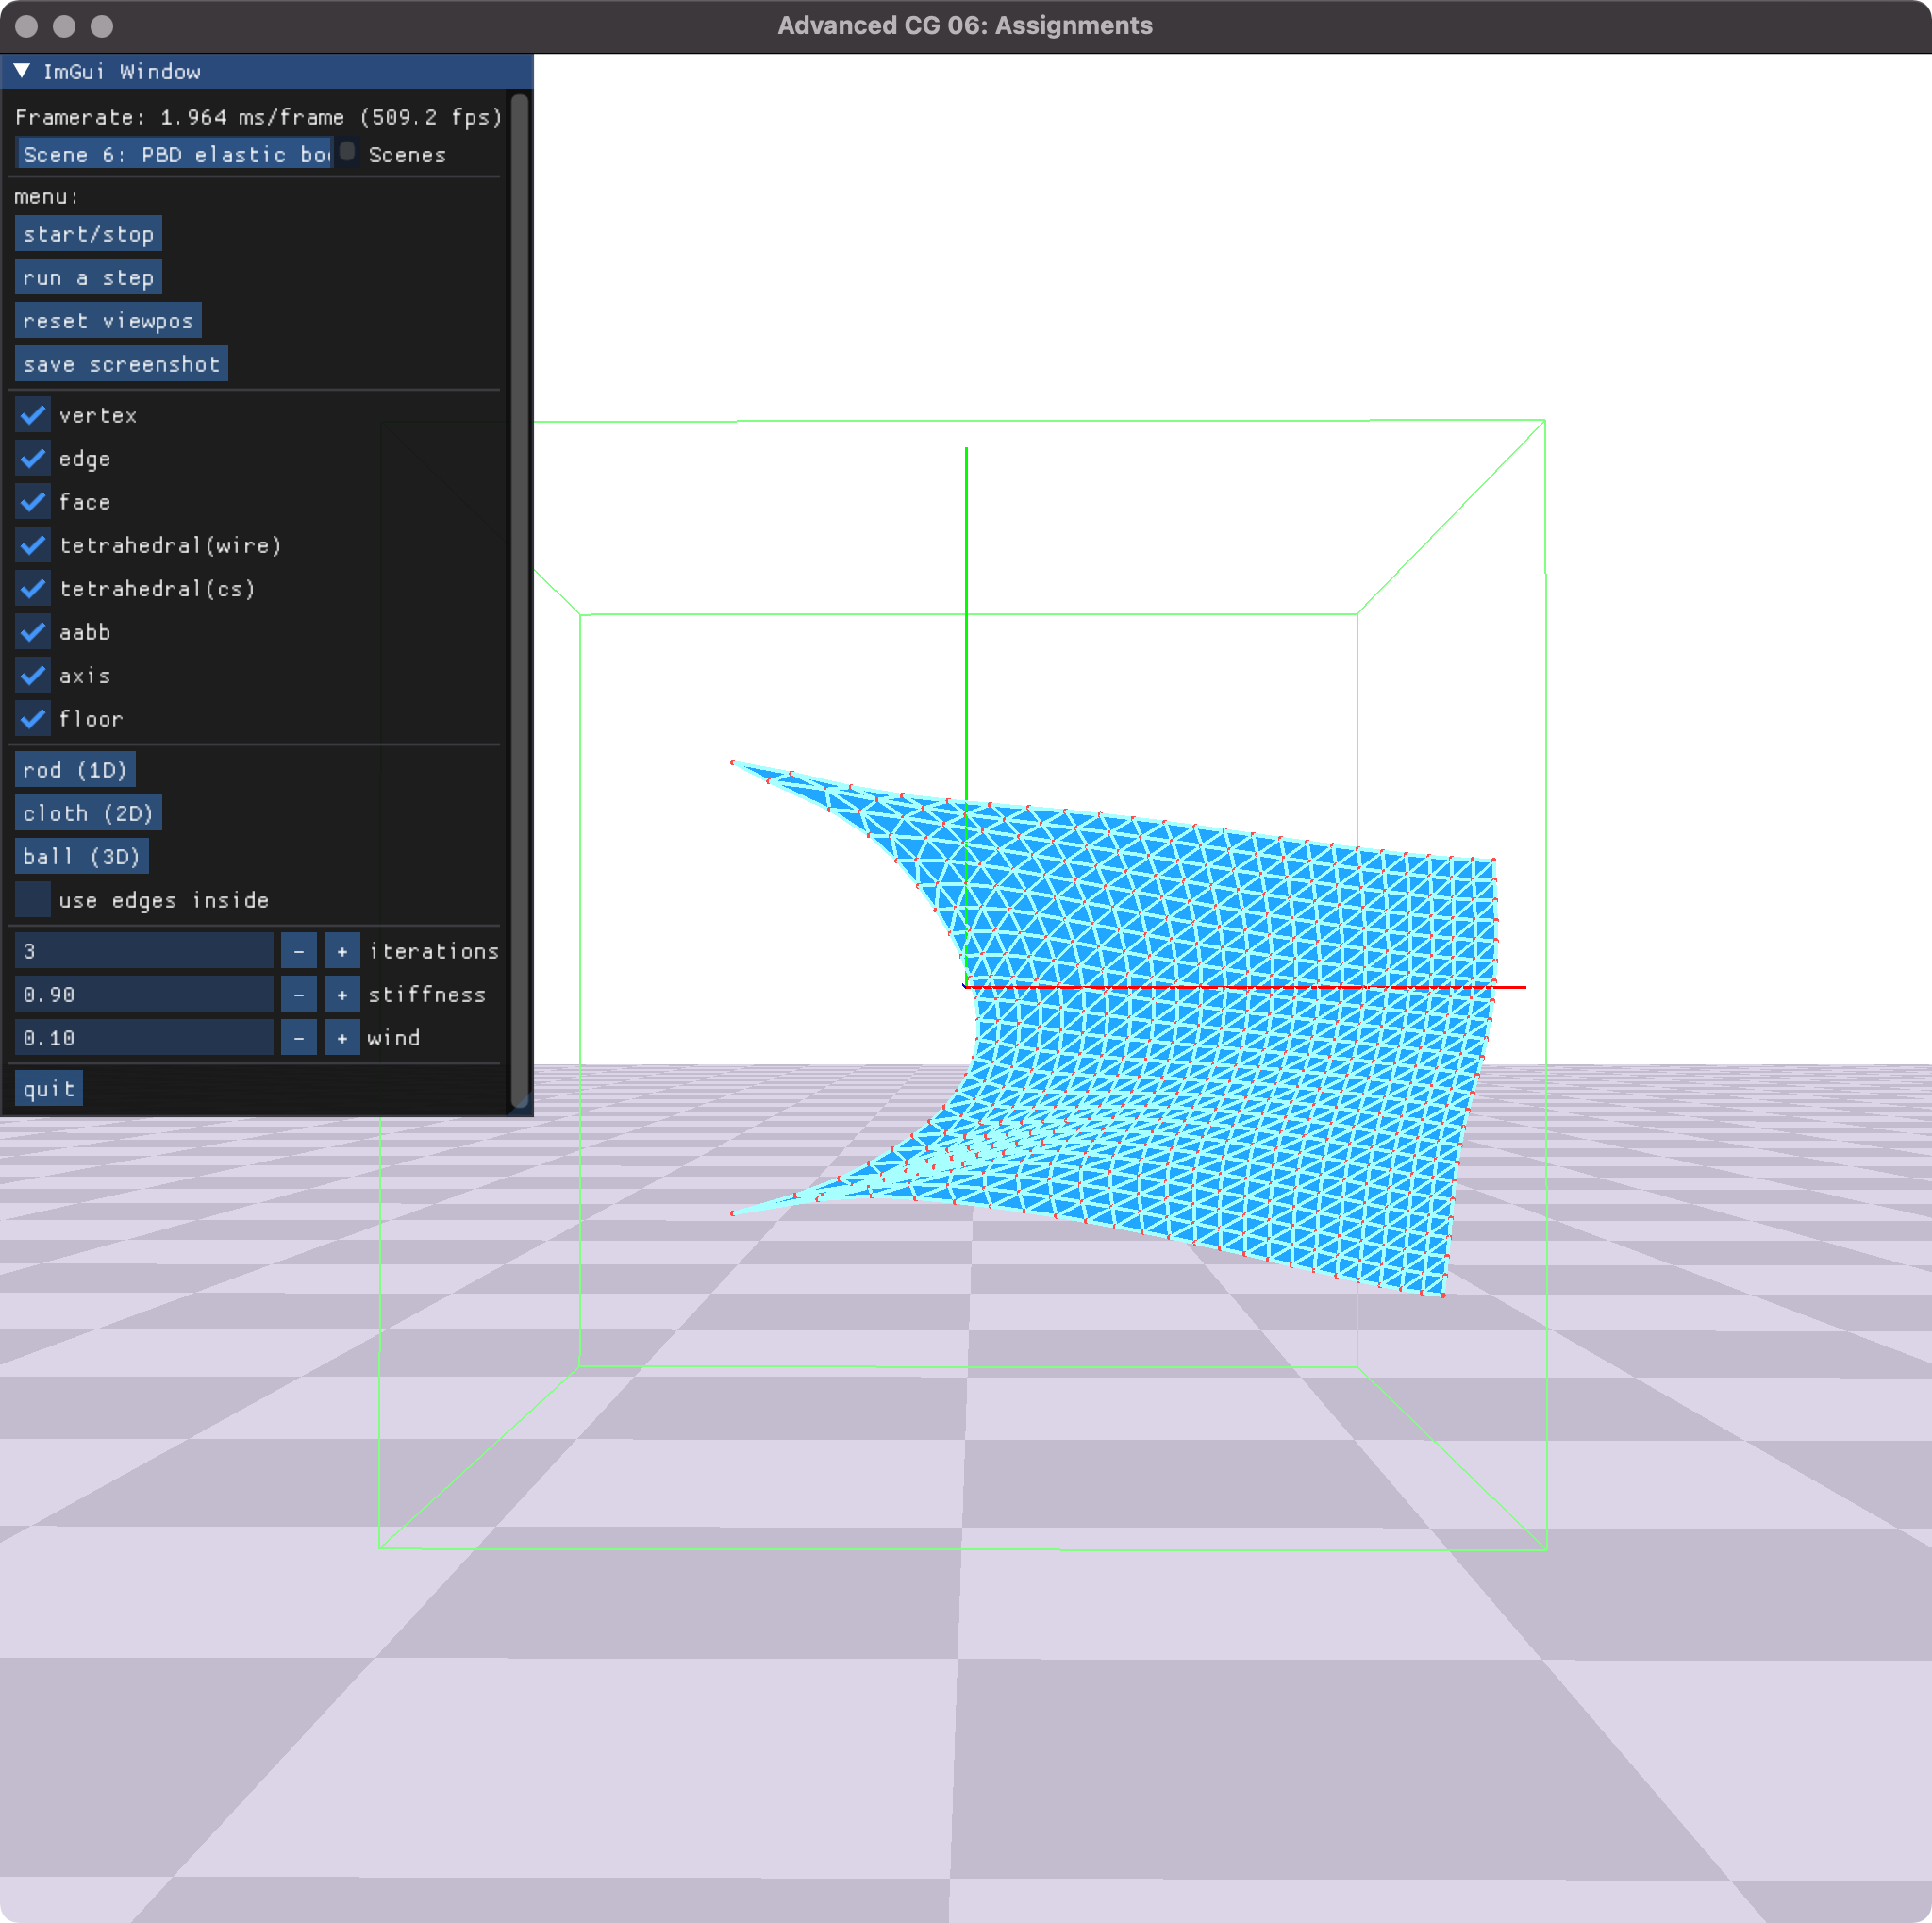 Advanced CG 06: Assignments
ImGui Window
Framerate: 1.964 ms/frame (509.2 fps)
Scene 6: PBD elastic Scenes
menu:
start/stop
run a step
reset viewpos
save screenshot
vertex
edge
face
tetrahedral(wire)
tetrahedral(cs)
aabb
axis
floor
rod (1D)
cloth (2D)
ball (3D)
use edges inside
3 - + iterations
0.90 - + stiffness
0.10 - + wind
quit